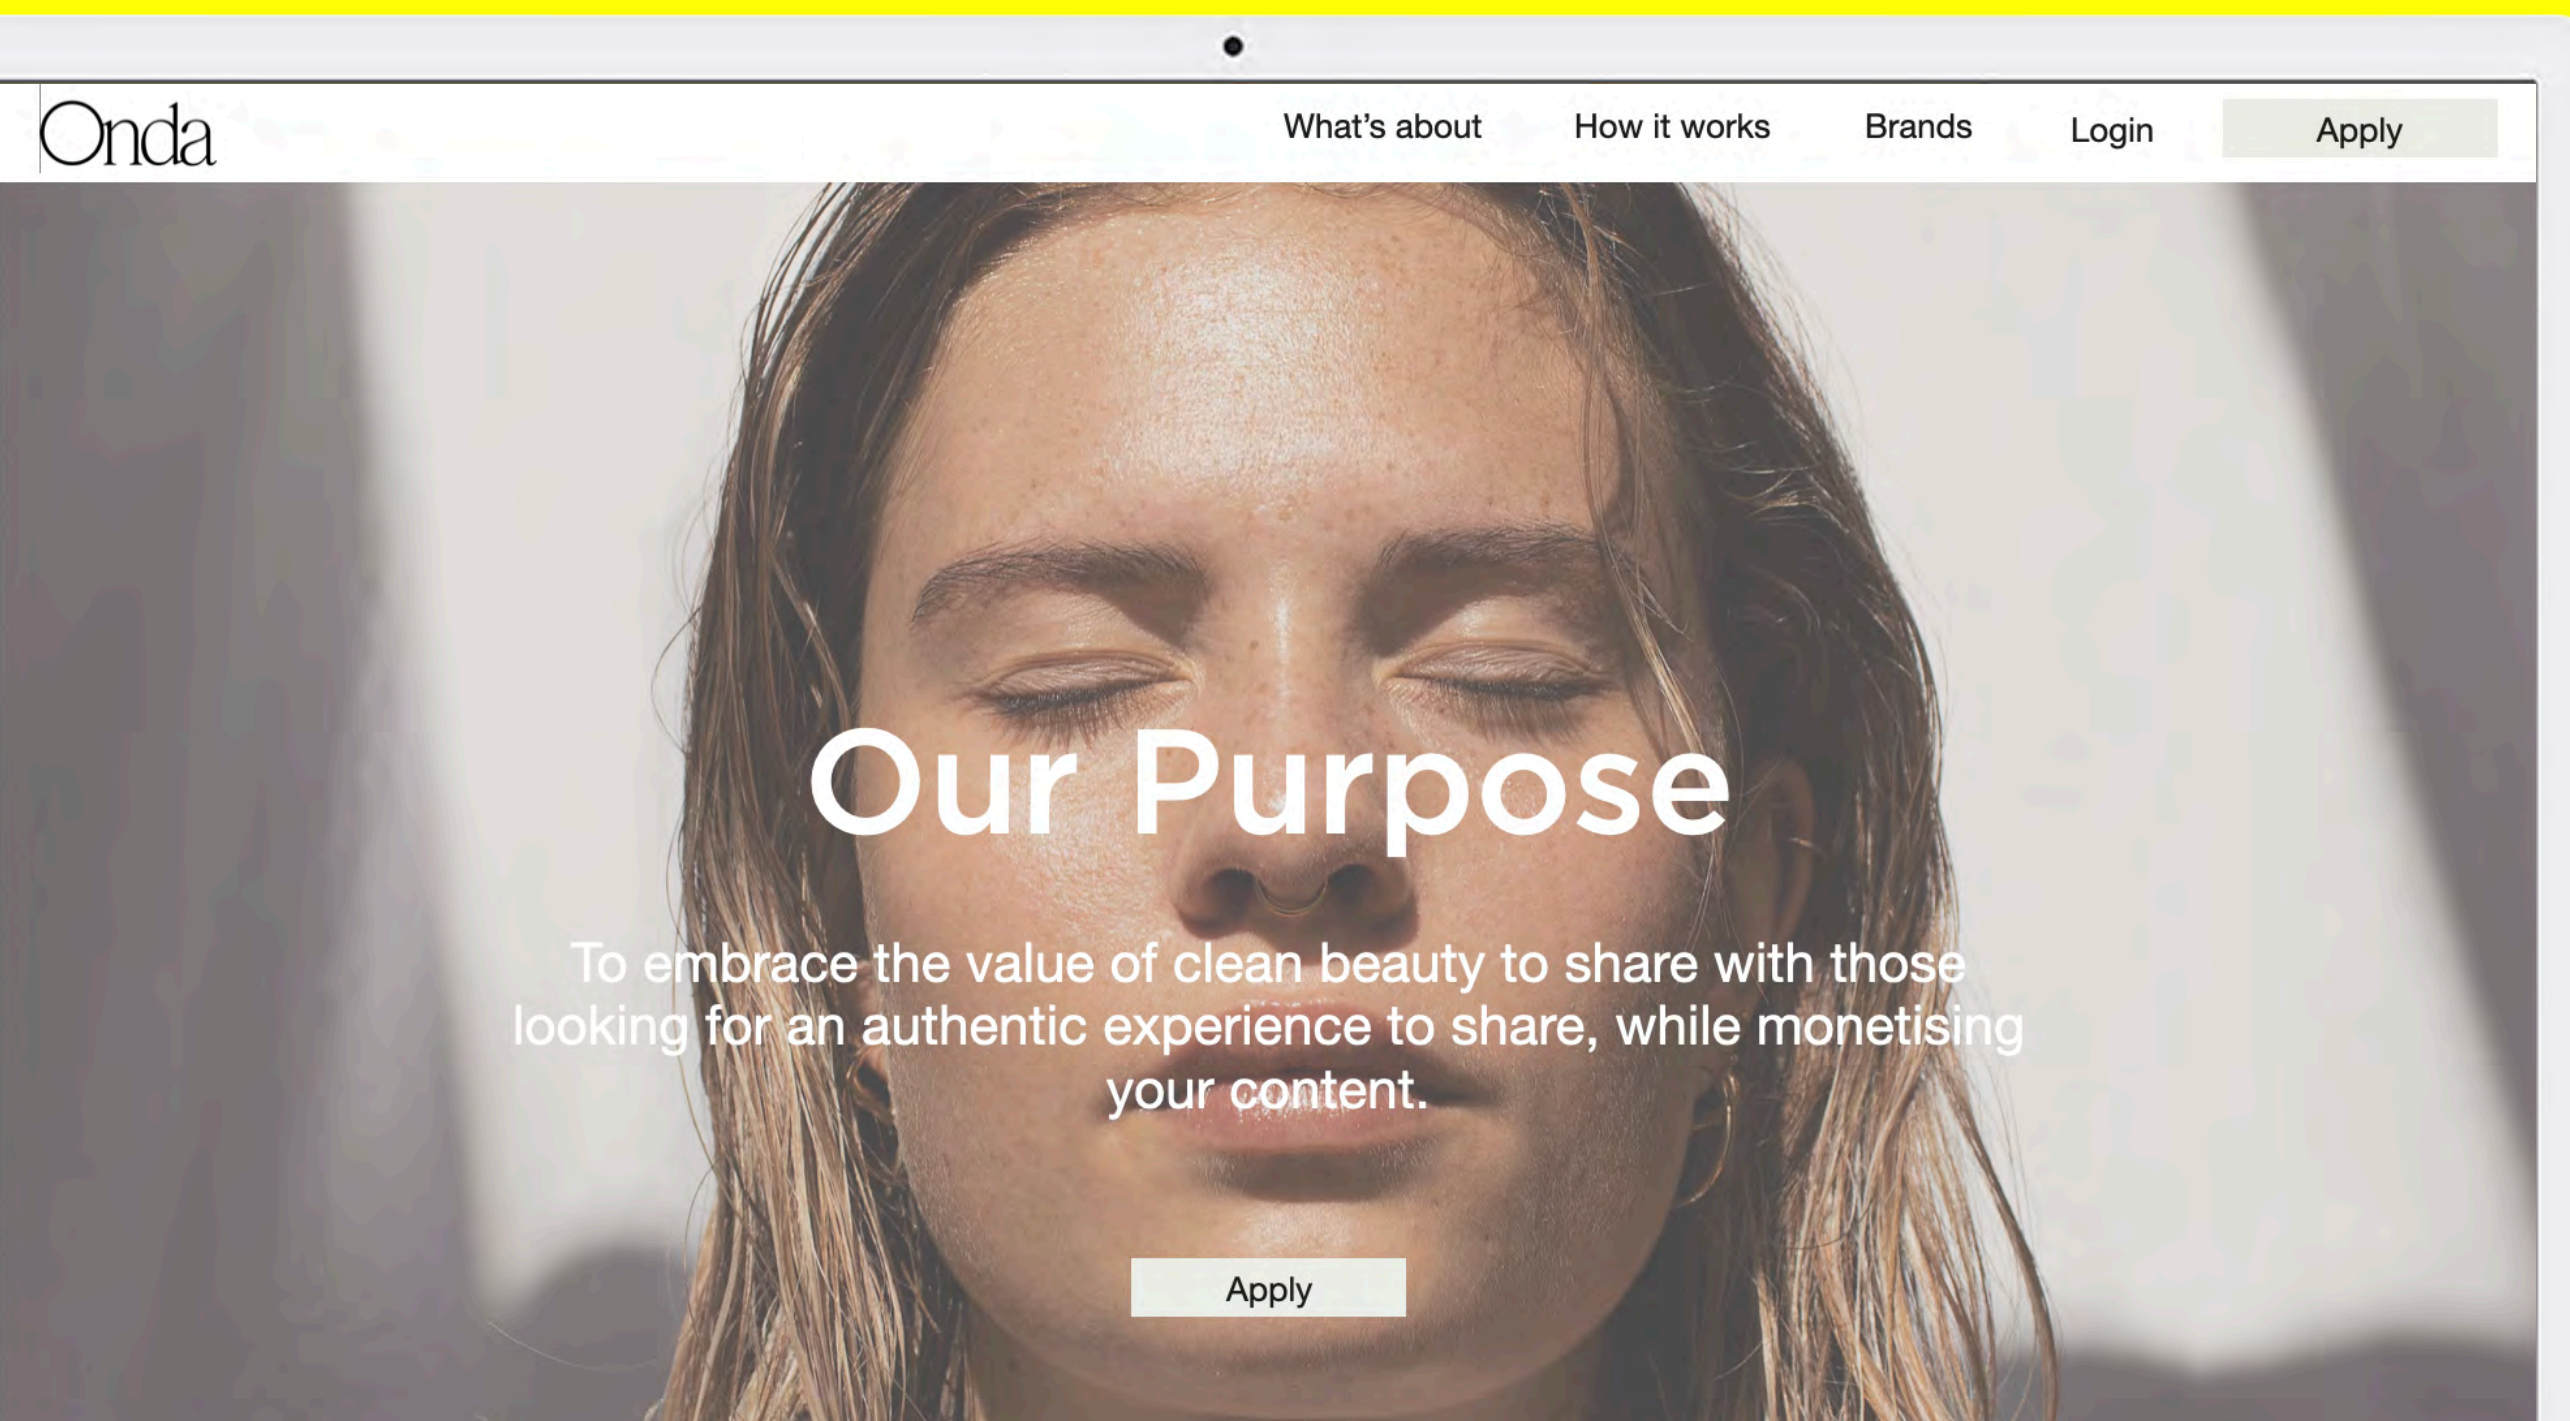 Onda
What's about
How it works
Brands
Login
Apply
Our Purpose
To embrace the value of clean beauty to share with those
looking for an authentic experience to share, while monetising
your content.
Apply